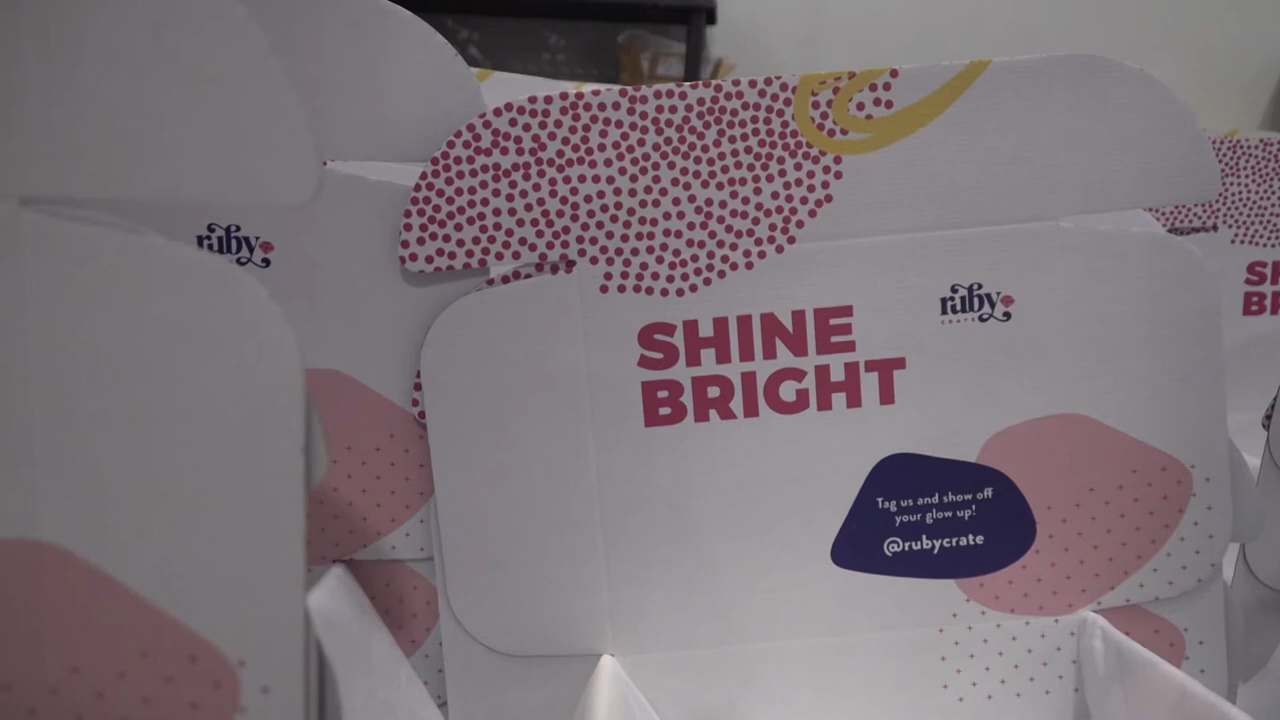 ruby
SHINE
BRIGHT
ruby
CRATE
Tag us and show off
your glow up!
@rubycrate